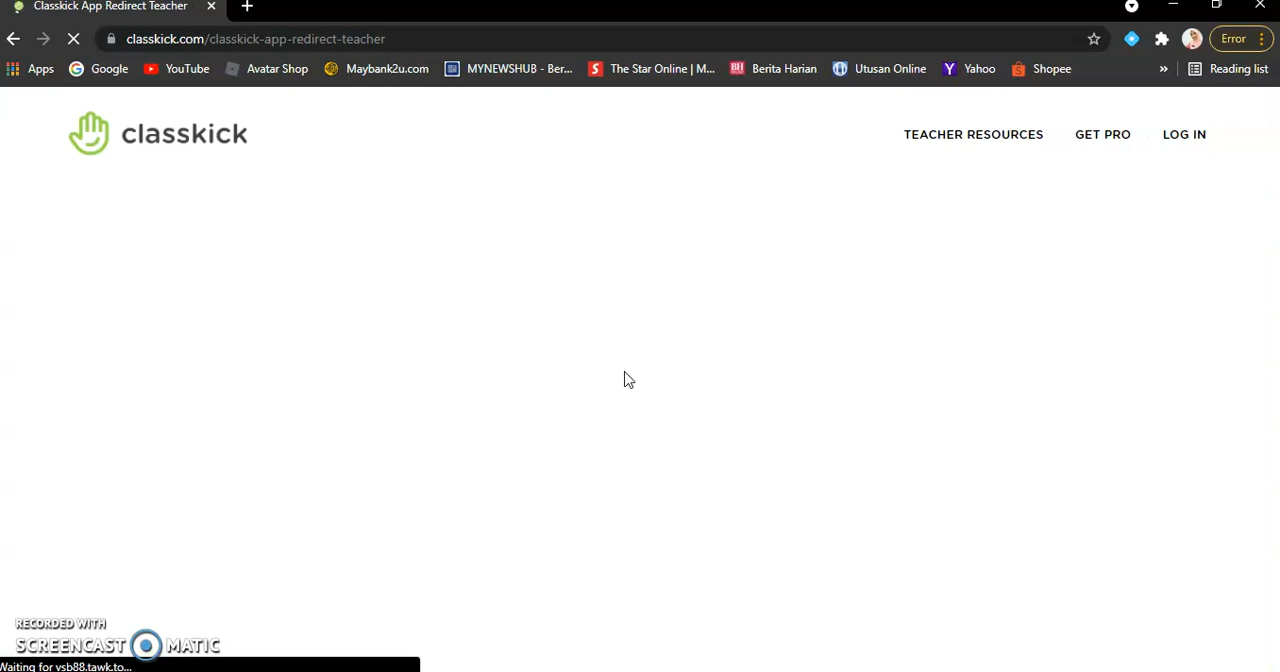 Classkick App Redirect Teacher
classkick.com/classkick-app-redirect-teacher
Error
Apps Google YouTube Avatar Shop Maybank2u.com MYNEWSHUB - Ber... The Star Online | M... Berita Harian Utusan Online Yahoo Shopee » Reading list
classkick
TEACHER RESOURCES GET PRO LOG IN
RECORDED WITH
SCREENCAST MATIC
Waiting for vsb88.tawk.to...